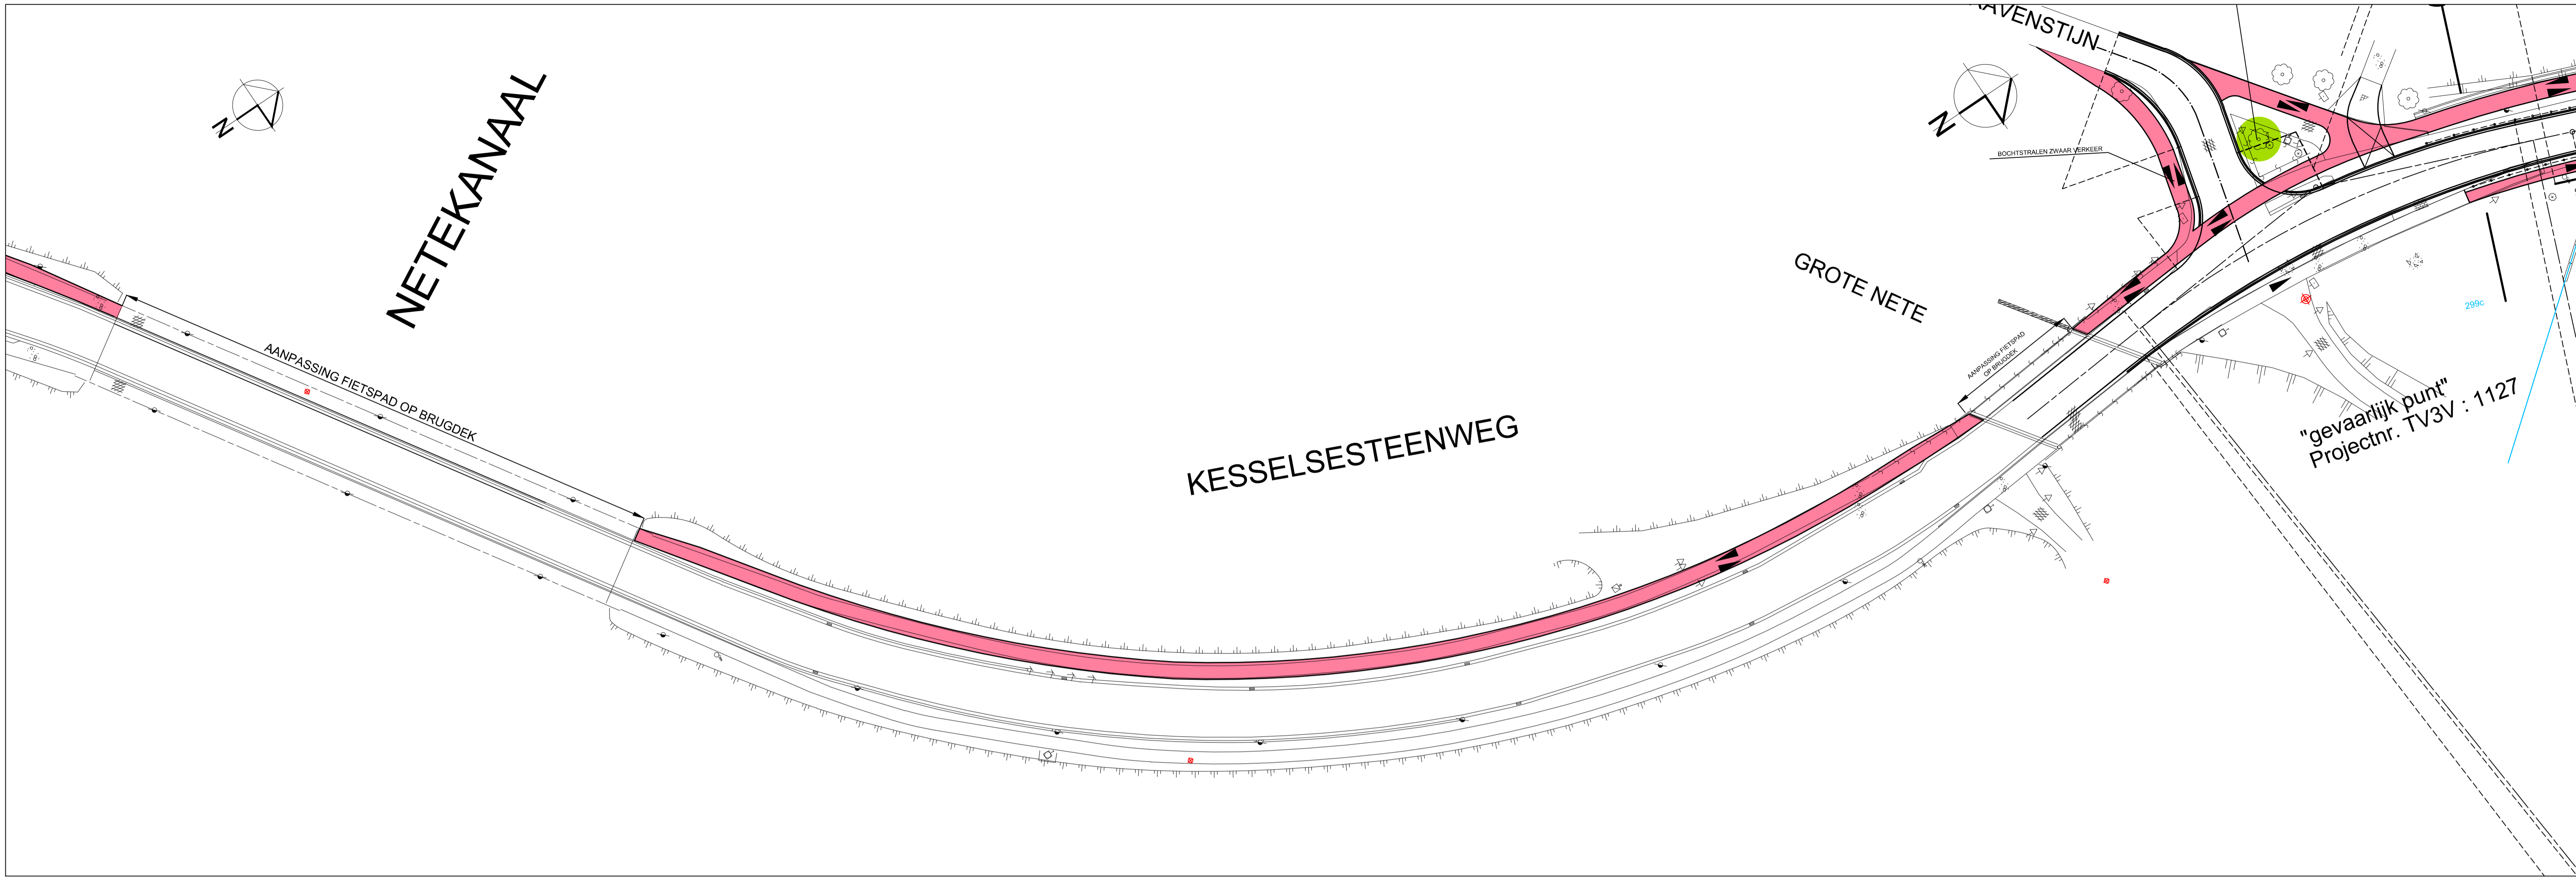 NETEKANAAL
N
AANPASSING FIETSPAD OP BRUGDEK
KESSELSESTEENWEG
RAVENSTIJN
N
BOCHTSTRALEN ZWAAR VERKEER
GROTE NETE
AANPASSING FIETSPAD
OP BRUGDEK
299c
"gevaarlijk punt"
Projectnr. TV3V : 1127